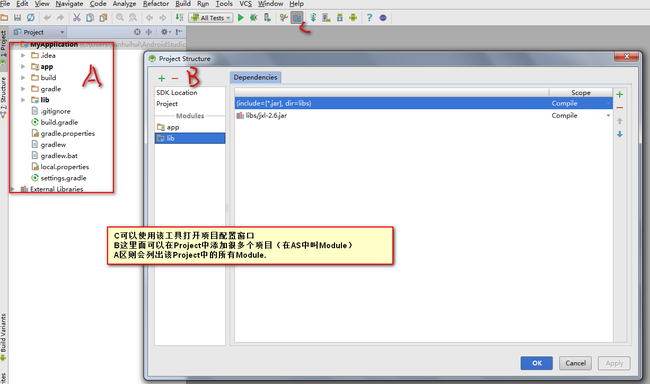 File Edit View Navigate Code Analyze Refactor Build Run Tools VCS Window Help
All Tests
C
Project
1: Project
Z: Structure
Build Variants
MyApplication
.idea
app
build
gradle
lib
.gitignore
build.gradle
gradle.properties
gradlew
gradlew.bat
local.properties
settings.gradle
External Libraries
A
Project Structure
B
SDK Location
Project
Modules
app
lib
Dependencies
Scope
{include=[*.jar], dir=libs}
Compile
libs/jxl-2.6.jar
Compile
C可以使用该工具打开项目配置窗口
B这里面可以在Project中添加很多个项目（在AS中叫Module）
A区则会列出该Project中的所有Module.
OK
Cancel
Apply